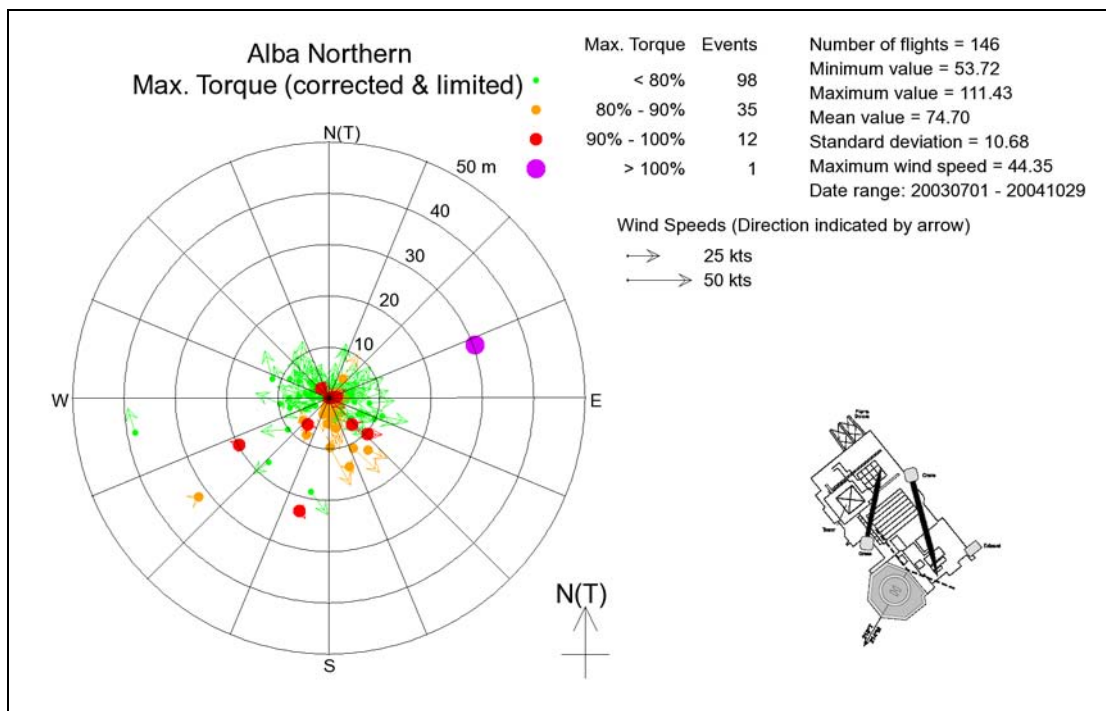 Alba Northern
Max. Torque (corrected & limited)
Max. Torque Events
< 80% 98
80% - 90% 35
90% - 100% 12
> 100% 1
Number of flights = 146
Minimum value = 53.72
Maximum value = 111.43
Mean value = 74.70
Standard deviation = 10.68
Maximum wind speed = 44.35
Date range: 20030701 - 20041029
Wind Speeds (Direction indicated by arrow)
25 kts
50 kts
N(T)
50 m
40
30
20
10
W
E
S
N(T)
Crane
Crane